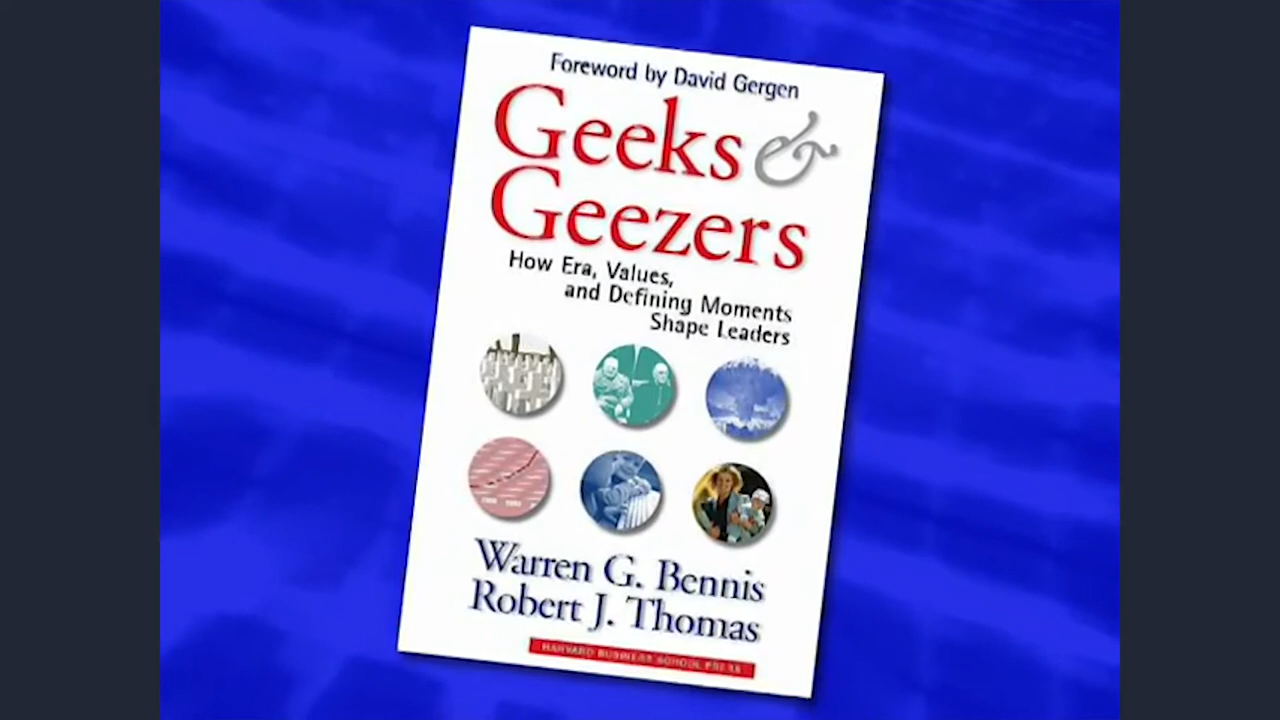 Foreword by David Gergen
Geeks &
Geezers
How Era, Values,
and Defining Moments
Shape Leaders
Warren G. Bennis
Robert J. Thomas
HARVARD BUSINESS SCHOOL PRESS